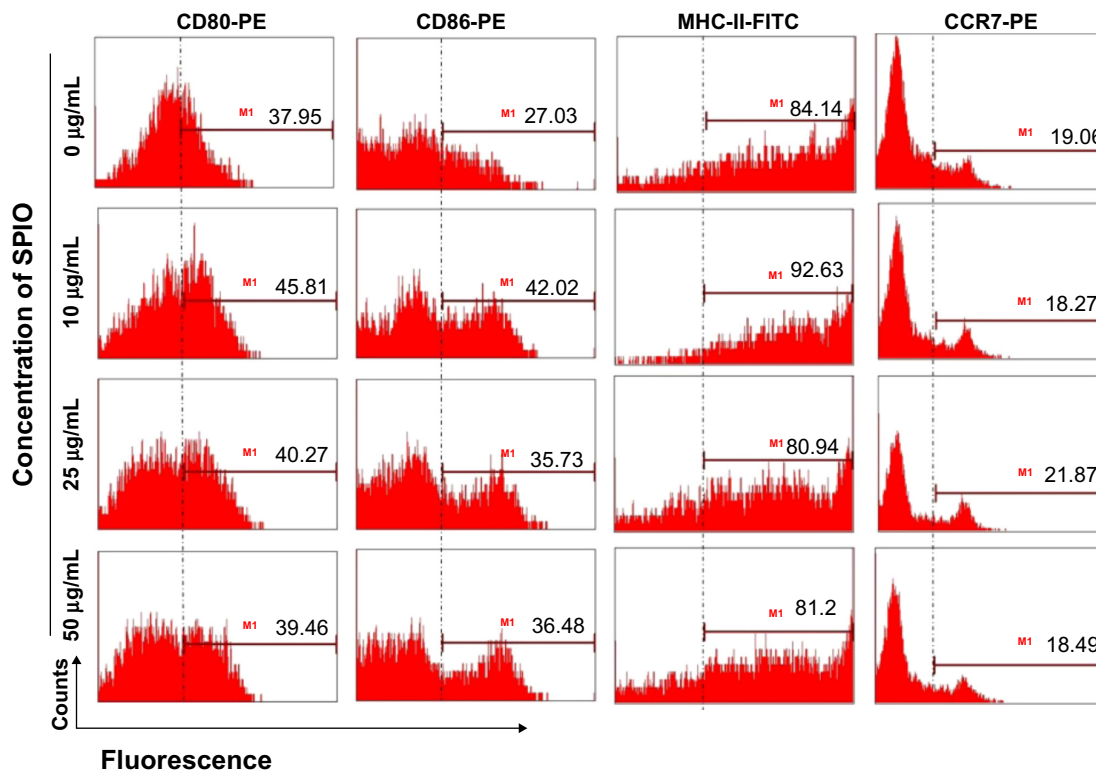 CD80-PE CD86-PE MHC-II-FITC CCR7-PE
Concentration of SPIO
0 µg/mL
M1 37.95 M1 27.03 M1 84.14 M1 19.06
10 µg/mL
M1 45.81 M1 42.02 M1 92.63 M1 18.27
25 µg/mL
M1 40.27 M1 35.73 M1 80.94 M1 21.87
50 µg/mL
M1 39.46 M1 36.48 M1 81.2 M1 18.49
Counts
Fluorescence